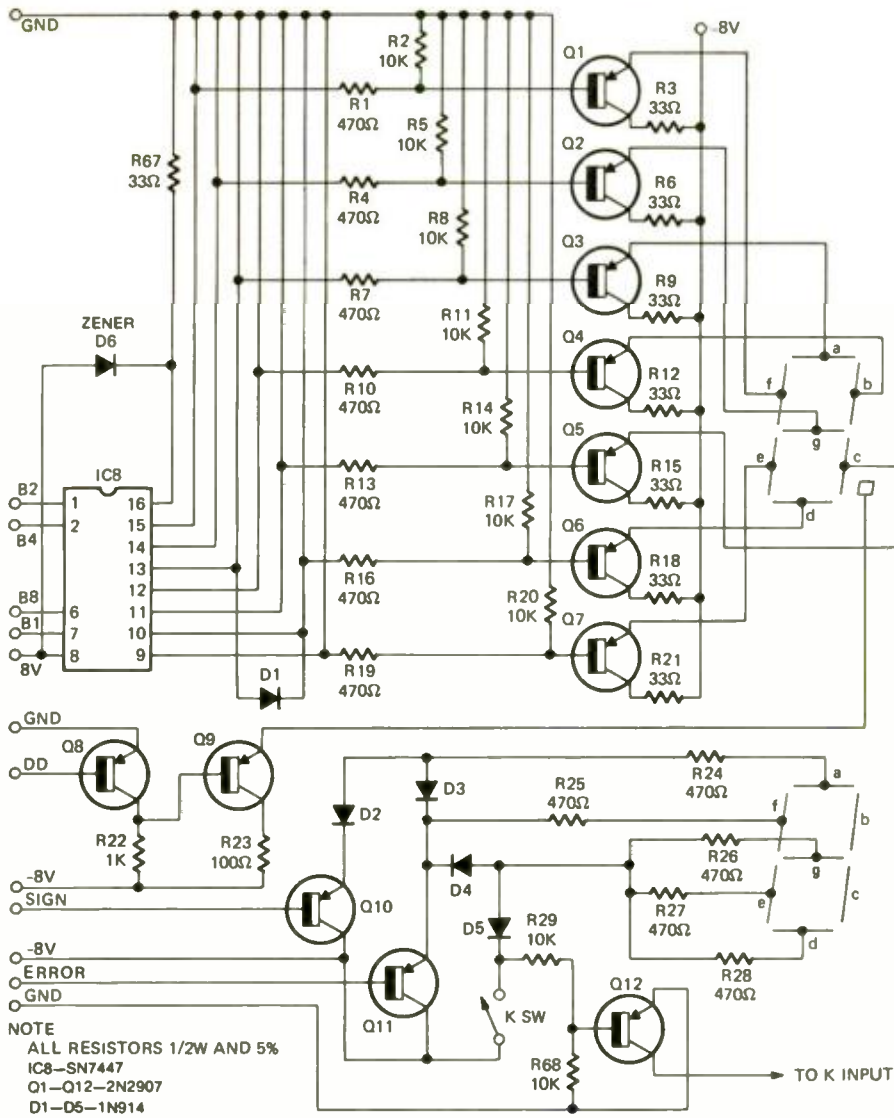 GND
R2
10K
Q1
-8V
R1
470Ω
R3
33Ω
R5
10K
Q2
R67
33Ω
R4
470Ω
R6
33Ω
R8
10K
Q3
R7
470Ω
R9
33Ω
ZENER
D6
R11
10K
Q4
R10
470Ω
R12
33Ω
a
f
b
g
R14
10K
Q5
e
c
IC8
R13
470Ω
R15
33Ω
B2
1
16
B4
2
15
14
13
12
B8
6
11
B1
7
10
8V
8
9
d
R17
10K
Q6
R16
470Ω
R18
33Ω
R20
10K
Q7
D1
R19
470Ω
R21
33Ω
GND
Q8
Q9
DD
R24
470Ω
a
D3
R25
470Ω
f
b
D2
R22
1K
R23
100Ω
R26
470Ω
g
-8V
D4
SIGN
Q10
e
c
R27
470Ω
D5
R29
10K
d
-8V
R28
470Ω
ERROR
Q11
Q12
GND
K SW
NOTE
ALL RESISTORS 1/2W AND 5%
R68
10K
TO K INPUT
IC8–SN7447
Q1–Q12–2N2907
D1–D5–1N914